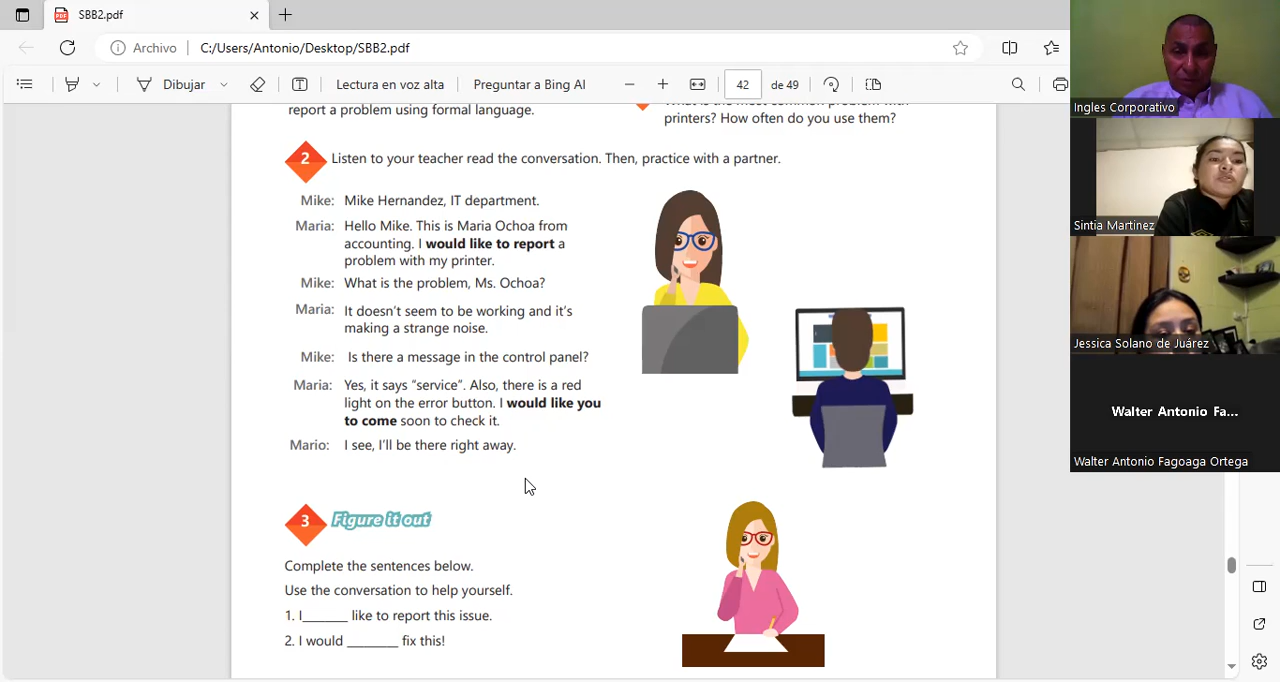 SBB2.pdf
Archivo
C:/Users/Antonio/Desktop/SBB2.pdf
Dibujar
Lectura en voz alta
Preguntar a Bing AI
42
de 49
report a problem using formal language.
printers? How often do you use them?
2
Listen to your teacher read the conversation. Then, practice with a partner.
Mike: Mike Hernandez, IT department.
Maria: Hello Mike. This is Maria Ochoa from
accounting. I would like to report a
problem with my printer.
Mike: What is the problem, Ms. Ochoa?
Maria: It doesn't seem to be working and it's
making a strange noise.
Mike: Is there a message in the control panel?
Maria: Yes, it says "service". Also, there is a red
light on the error button. I would like you
to come soon to check it.
Mario: I see, I'll be there right away.
3
Figure it out
Complete the sentences below.
Use the conversation to help yourself.
1. I______ like to report this issue.
2. I would _______ fix this!
Ingles Corporativo
Sintia Martinez
Jessica Solano de Juárez
Walter Antonio Fa...
Walter Antonio Fagoaga Ortega